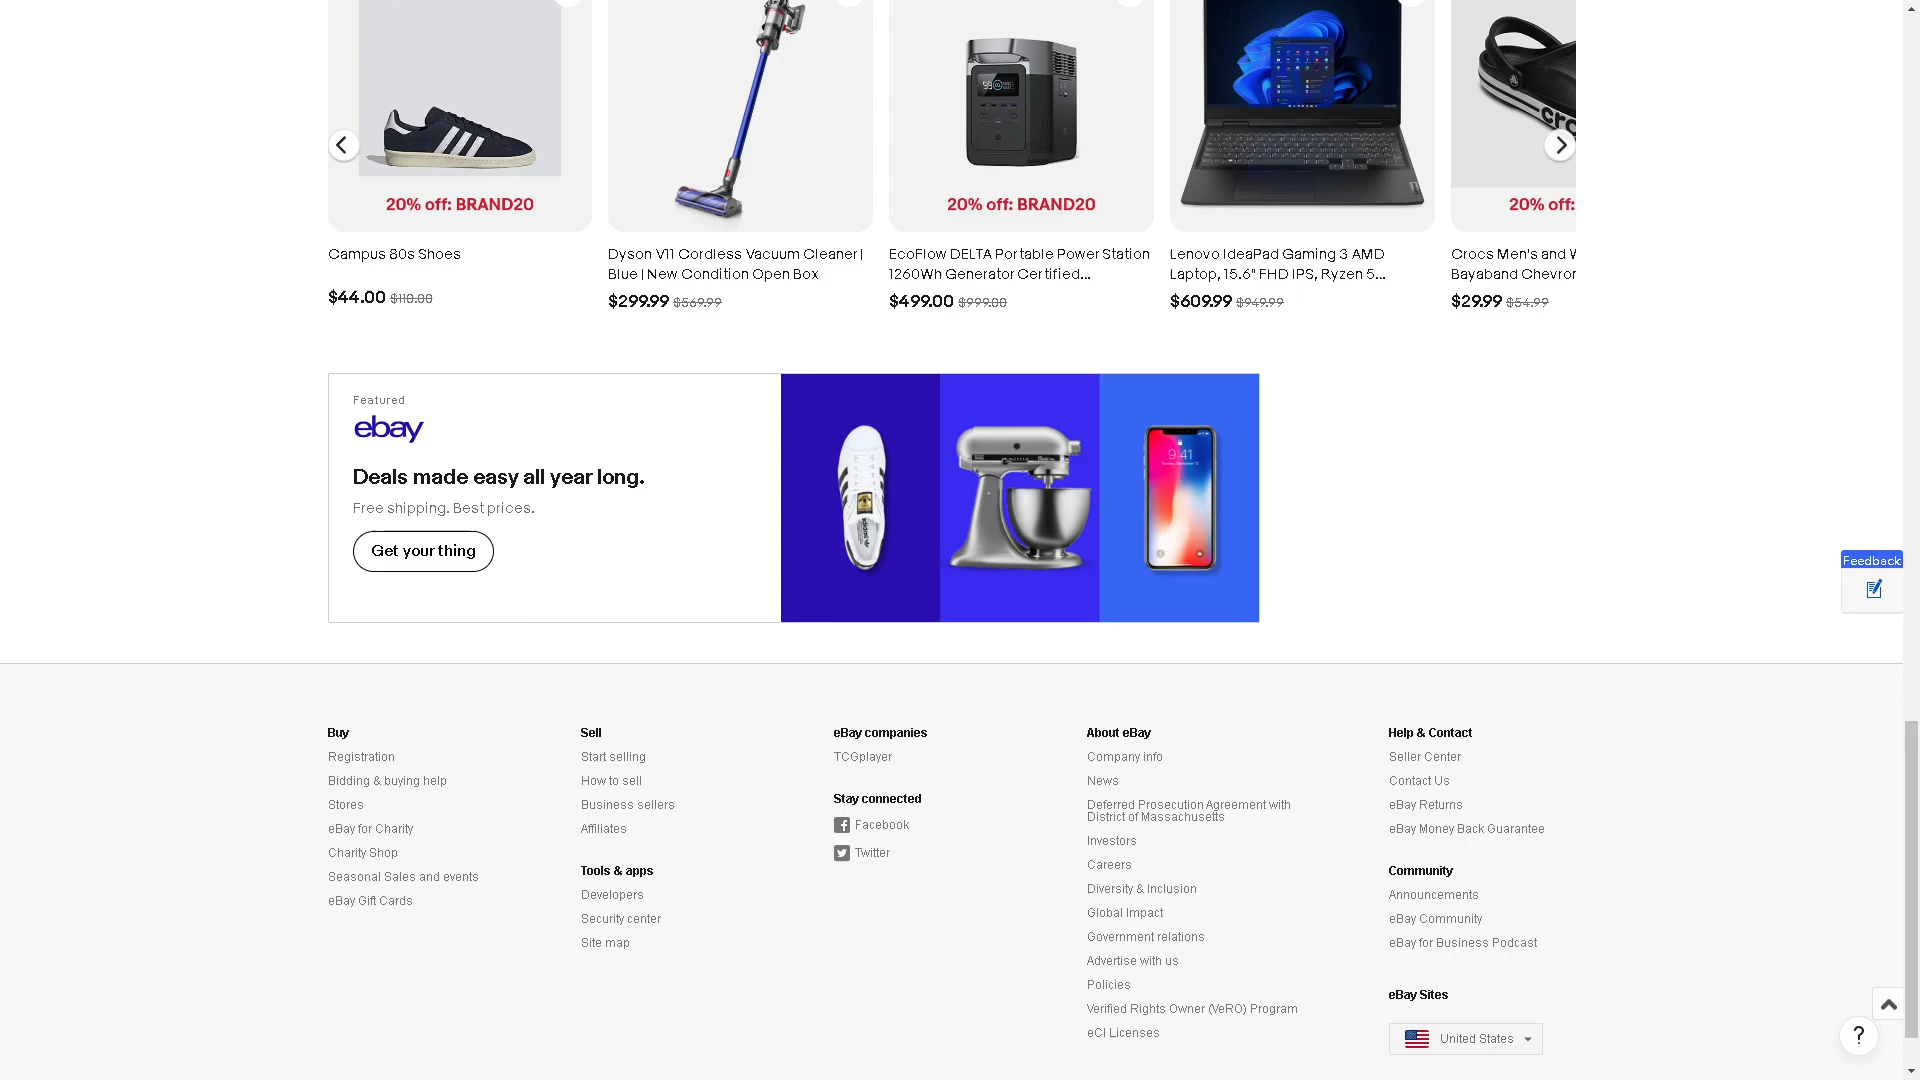 20% off: BRAND20
20% off: BRAND20
20% off:
Campus 80s Shoes
$44.00 $110.00
Dyson V11 Cordless Vacuum Cleaner |
Blue | New Condition Open Box
$299.99 $569.99
EcoFlow DELTA Portable Power Station
1260Wh Generator Certified...
$499.00 $999.00
Lenovo IdeaPad Gaming 3 AMD
Laptop, 15.6" FHD IPS, Ryzen 5...
$609.99 $949.99
Crocs Men's and
Bayaband Chevron
$29.99 $54.99
Featured
ebay
Deals made easy all year long.
Free shipping. Best prices.
Get your thing
9:41
Feedback
Buy
Registration
Bidding & buying help
Stores
eBay for Charity
Charity Shop
Seasonal Sales and events
eBay Gift Cards
Sell
Start selling
How to sell
Business sellers
Affiliates
Tools & apps
Developers
Security center
Site map
eBay companies
TCGplayer
Stay connected
Facebook
Twitter
About eBay
Company info
News
Deferred Prosecution Agreement with
District of Massachusetts
Investors
Careers
Diversity & Inclusion
Global Impact
Government relations
Advertise with us
Policies
Verified Rights Owner (VeRO) Program
eCI Licenses
Help & Contact
Seller Center
Contact Us
eBay Returns
eBay Money Back Guarantee
Community
Announcements
eBay Community
eBay for Business Podcast
eBay Sites
United States
?